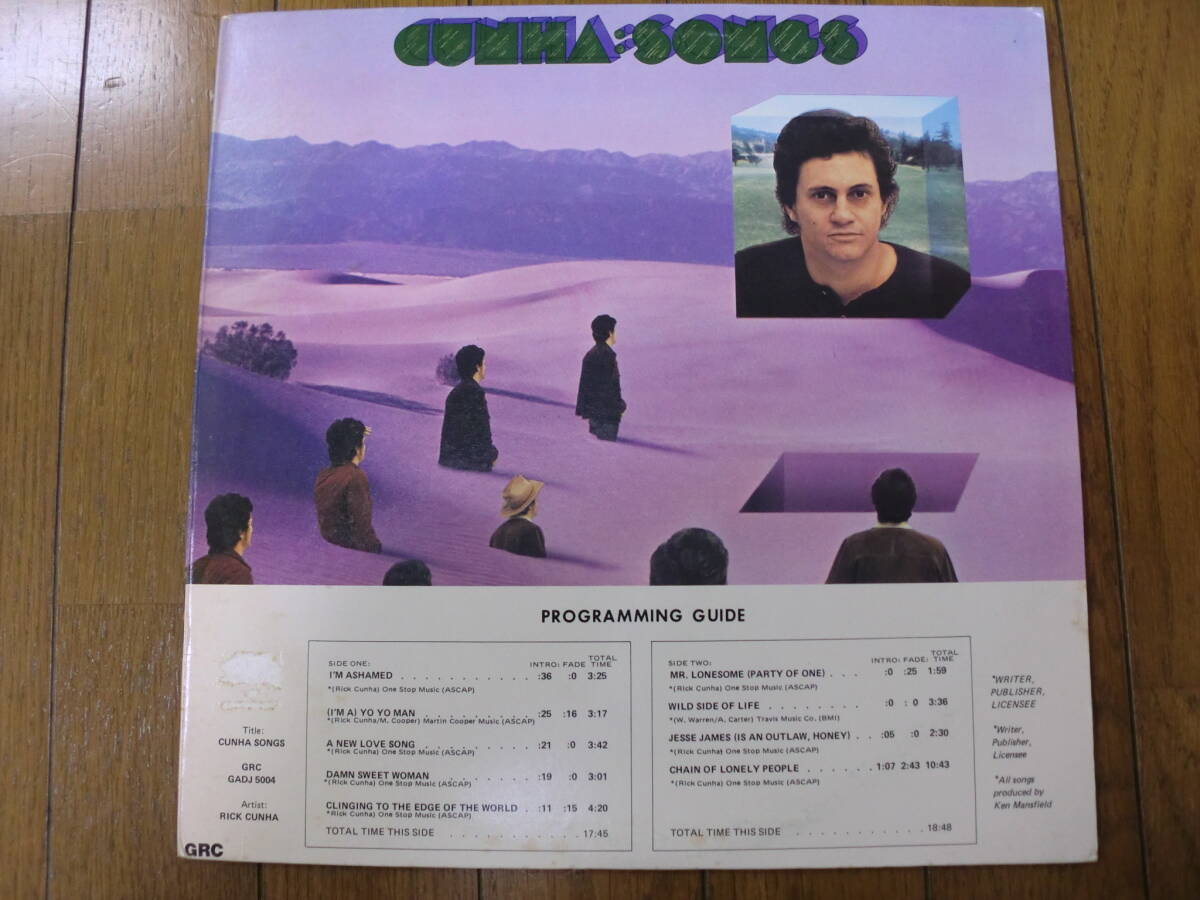 CUNHA:SONGS
PROGRAMMING GUIDE
SIDE ONE: INTRO: FADE TOTAL TIME
I'M ASHAMED . . . . . . . . . . . :36 :0 3:25
*(Rick Cunha) One Stop Music (ASCAP)
(I'M A) YO YO MAN . . . . . . . . :25 :16 3:17
*(Rick Cunha/M. Cooper) Martin Cooper Music (ASCAP)
A NEW LOVE SONG . . . . . . . . :21 :0 3:42
*(Rick Cunha) One Stop Music (ASCAP)
DAMN SWEET WOMAN . . . . . . . :19 :0 3:01
*(Rick Cunha) One Stop Music (ASCAP)
CLINGING TO THE EDGE OF THE WORLD . :11 :15 4:20
*(Rick Cunha) One Stop Music (ASCAP)
TOTAL TIME THIS SIDE . . . . . . . . . . . 17:45
SIDE TWO: INTRO: FADE: TOTAL TIME
MR. LONESOME (PARTY OF ONE) . . . :0 :25 1:59
*(Rick Cunha) One Stop Music (ASCAP)
WILD SIDE OF LIFE . . . . . . . . :0 : 0 3:36
*(W. Warren/A. Carter) Travis Music Co. (BMI)
JESSE JAMES (IS AN OUTLAW, HONEY) . . :05 :0 2:30
*(Rick Cunha) One Stop Music (ASCAP)
CHAIN OF LONELY PEOPLE . . . . . . 1:07 2:43 10:43
*(Rick Cunha) One Stop Music (ASCAP)
TOTAL TIME THIS SIDE . . . . . . . . . . . 18:48
Title:
CUNHA SONGS
GRC
GADJ 5004
Artist:
RICK CUNHA
GRC
*WRITER,
PUBLISHER,
LICENSEE
*Writer,
Publisher,
Licensee
*All songs
produced by
Ken Mansfield